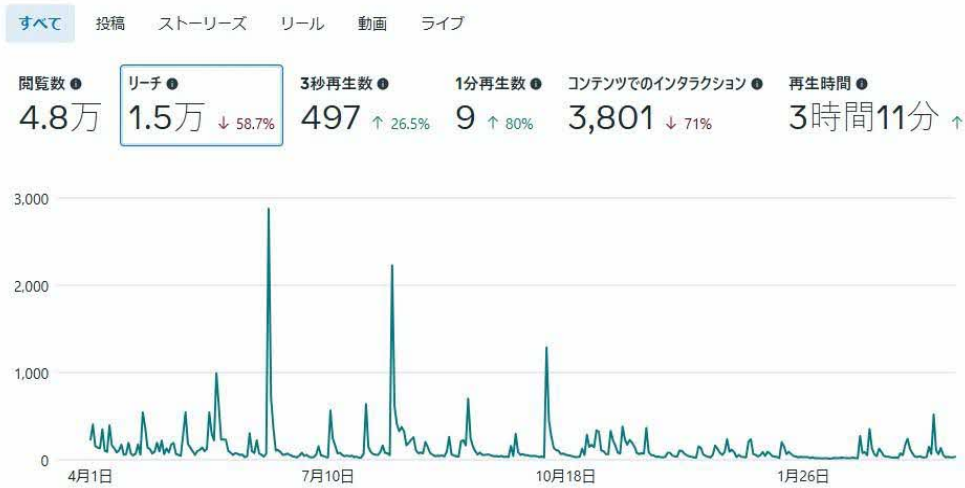 すべて 投稿 ストーリーズ リール 動画 ライブ
閲覧数 リーチ 3秒再生数 1分再生数 コンテンツでのインタラクション 再生時間
4.8万 1.5万 ↓ 58.7% 497 ↑ 26.5% 9 ↑ 80% 3,801 ↓ 71% 3時間11分 ↑
3,000
2,000
1,000
0
4月1日 7月10日 10月18日 1月26日